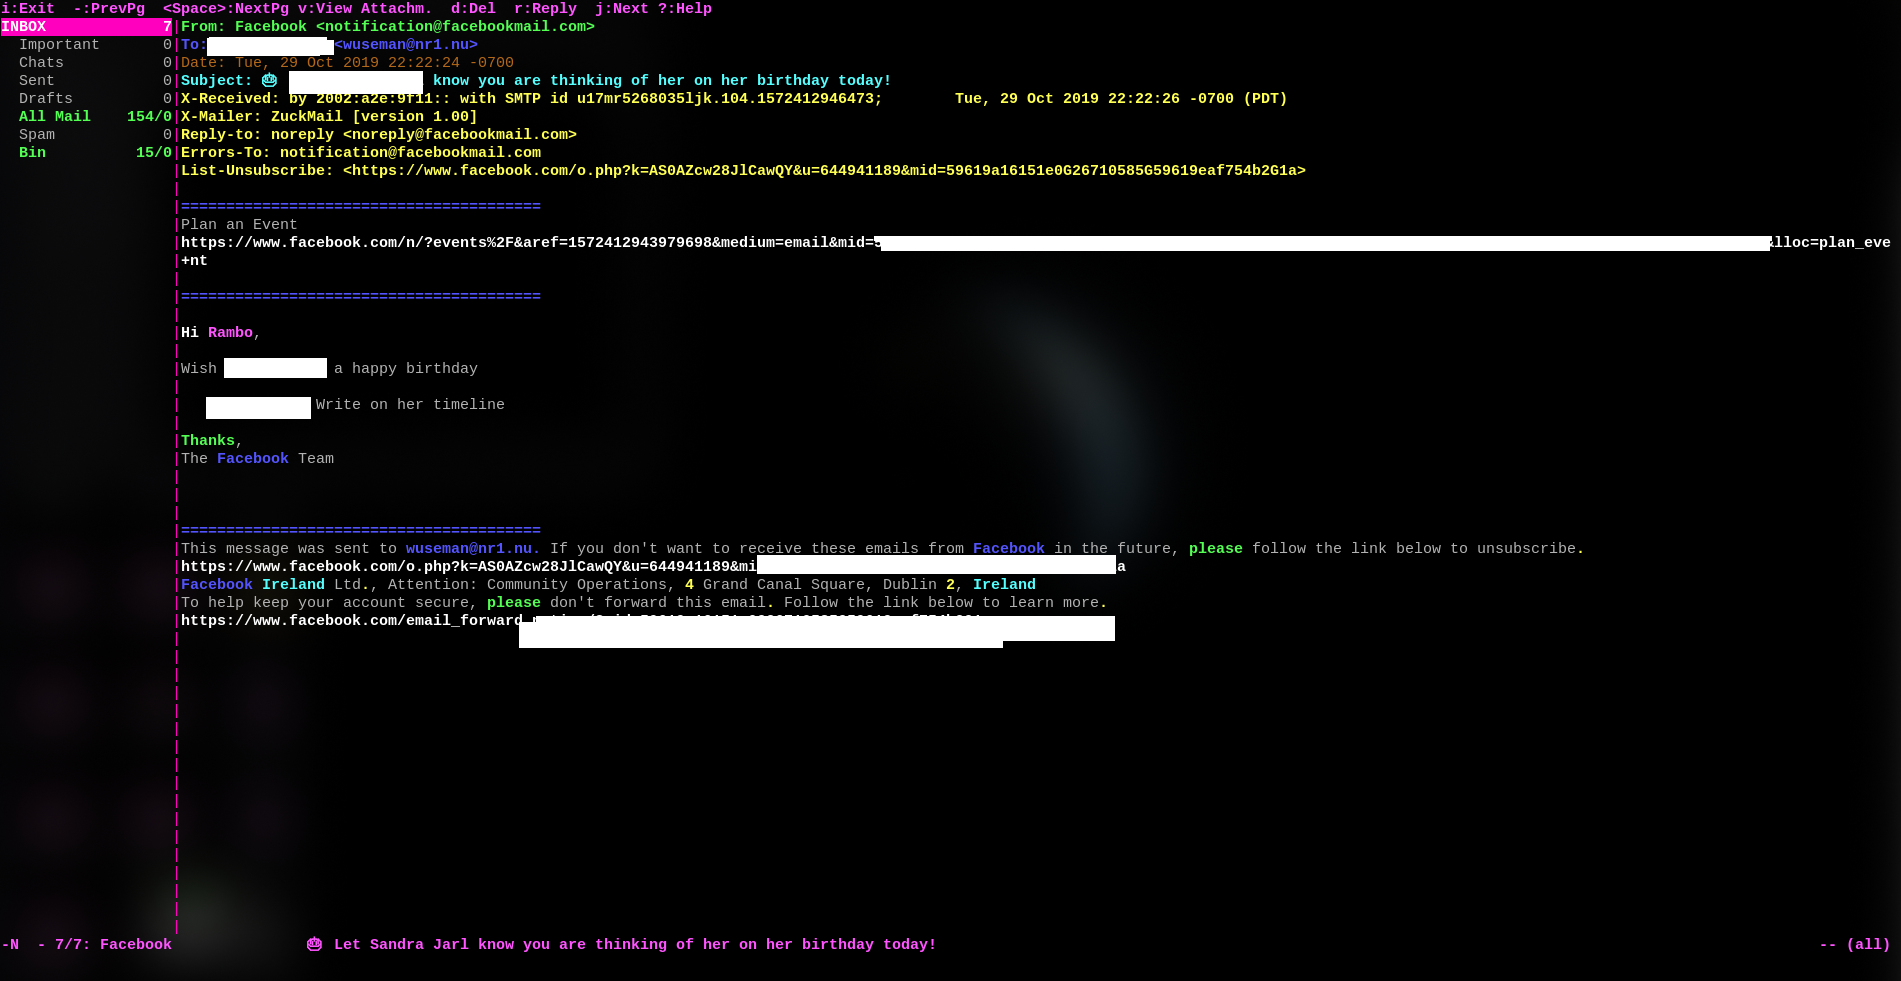 i:Exit  -:PrevPg  <Space>:NextPg v:View Attachm.  d:Del  r:Reply  j:Next ?:Help
INBOX 7
Important 0
Chats 0
Sent 0
Drafts 0
All Mail 154/0
Spam 0
Bin 15/0
From: Facebook <notification@facebookmail.com>
To: <wuseman@nr1.nu>
Date: Tue, 29 Oct 2019 22:22:24 -0700
Subject: 🎂 know you are thinking of her on her birthday today!
X-Received: by 2002:a2e:9f11:: with SMTP id u17mr5268035ljk.104.1572412946473;        Tue, 29 Oct 2019 22:22:26 -0700 (PDT)
X-Mailer: ZuckMail [version 1.00]
Reply-to: noreply <noreply@facebookmail.com>
Errors-To: notification@facebookmail.com
List-Unsubscribe: <https://www.facebook.com/o.php?k=AS0AZcw28JlCawQY&u=644941189&mid=59619a16151e0G26710585G59619eaf754b2G1a>
========================================
Plan an Event
https://www.facebook.com/n/?events%2F&aref=1572412943979698&medium=email&mid= &lloc=plan_eve
+nt
========================================
Hi Rambo,
Wish a happy birthday
Write on her timeline
Thanks,
The Facebook Team
========================================
This message was sent to wuseman@nr1.nu. If you don't want to receive these emails from Facebook in the future, please follow the link below to unsubscribe.
https://www.facebook.com/o.php?k=AS0AZcw28JlCawQY&u=644941189&mi a
Facebook Ireland Ltd., Attention: Community Operations, 4 Grand Canal Square, Dublin 2, Ireland
To help keep your account secure, please don't forward this email. Follow the link below to learn more.
https://www.facebook.com/email_forward
-N  - 7/7: Facebook 🎂 Let Sandra Jarl know you are thinking of her on her birthday today! -- (all)